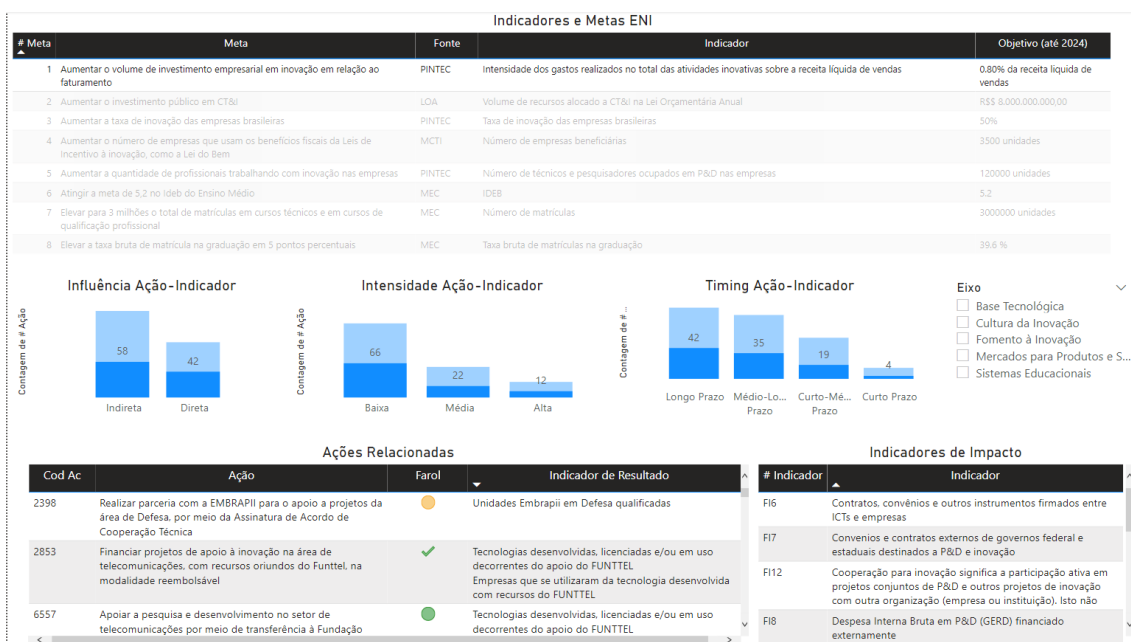 Indicadores e Metas ENI
# Meta Meta Fonte Indicador Objetivo (até 2024)
1 Aumentar o volume de investimento empresarial em inovação em relação ao PINTEC Intensidade dos gastos realizados no total das atividades inovativas sobre a receita líquida de vendas 0.80% da receita liquida de
faturamento vendas
2 Aumentar o investimento público em CT&I LOA Volume de recursos alocado a CT&I na Lei Orçamentária Anual R$$ 8.000.000.000,00
3 Aumentar a taxa de inovação das empresas brasileiras PINTEC Taxa de inovação das empresas brasileiras 50%
4 Aumentar o número de empresas que usam os benefícios fiscais da Leis de MCTI Número de empresas beneficiárias 3500 unidades
Incentivo à inovação, como a Lei do Bem
5 Aumentar a quantidade de profissionais trabalhando com inovação nas empresas PINTEC Número de técnicos e pesquisadores ocupados em P&D nas empresas 120000 unidades
6 Atingir a meta de 5,2 no Ideb do Ensino Médio MEC IDEB 5.2
7 Elevar para 3 milhões o total de matrículas em cursos técnicos e em cursos de MEC Número de matrículas 3000000 unidades
qualificação profissional
8 Elevar a taxa bruta de matrícula na graduação em 5 pontos percentuais MEC Taxa bruta de matrículas na graduação 39.6 %
Influência Ação-Indicador
Contagem de # Ação
58
42
Indireta Direta
Intensidade Ação-Indicador
Contagem de # Ação
66
22
12
Baixa Média Alta
Timing Ação-Indicador
Contagem de # ...
42
35
19
4
Longo Prazo Médio-Lo... Curto-Mé... Curto Prazo
Prazo Prazo
Eixo
Base Tecnológica
Cultura da Inovação
Fomento à Inovação
Mercados para Produtos e S...
Sistemas Educacionais
Ações Relacionadas
Cod Ac Ação Farol Indicador de Resultado
2398 Realizar parceria com a EMBRAPII para o apoio a projetos da Unidades Embrapii em Defesa qualificadas
área de Defesa, por meio da Assinatura de Acordo de
Cooperação Técnica
2853 Financiar projetos de apoio à inovação na área de Tecnologias desenvolvidas, licenciadas e/ou em uso
telecomunicações, com recursos oriundos do Funttel, na decorrentes do apoio do FUNTTEL
modalidade reembolsável Empresas que se utilizaram da tecnologia desenvolvida
com recursos do FUNTTEL
6557 Apoiar a pesquisa e desenvolvimento no setor de Tecnologias desenvolvidas, licenciadas e/ou em uso
telecomunicações por meio de transferência à Fundação decorrentes do apoio do FUNTTEL
Indicadores de Impacto
# Indicador Indicador
FI6 Contratos, convênios e outros instrumentos firmados entre
ICTs e empresas
FI7 Convenios e contratos externos de governos federal e
estaduais destinados a P&D e inovação
FI12 Cooperação para inovação significa a participação ativa em
projetos conjuntos de P&D e outros projetos de inovação
com outra organização (empresa ou instituição). Isto não
FI8 Despesa Interna Bruta em P&D (GERD) financiado
externamente